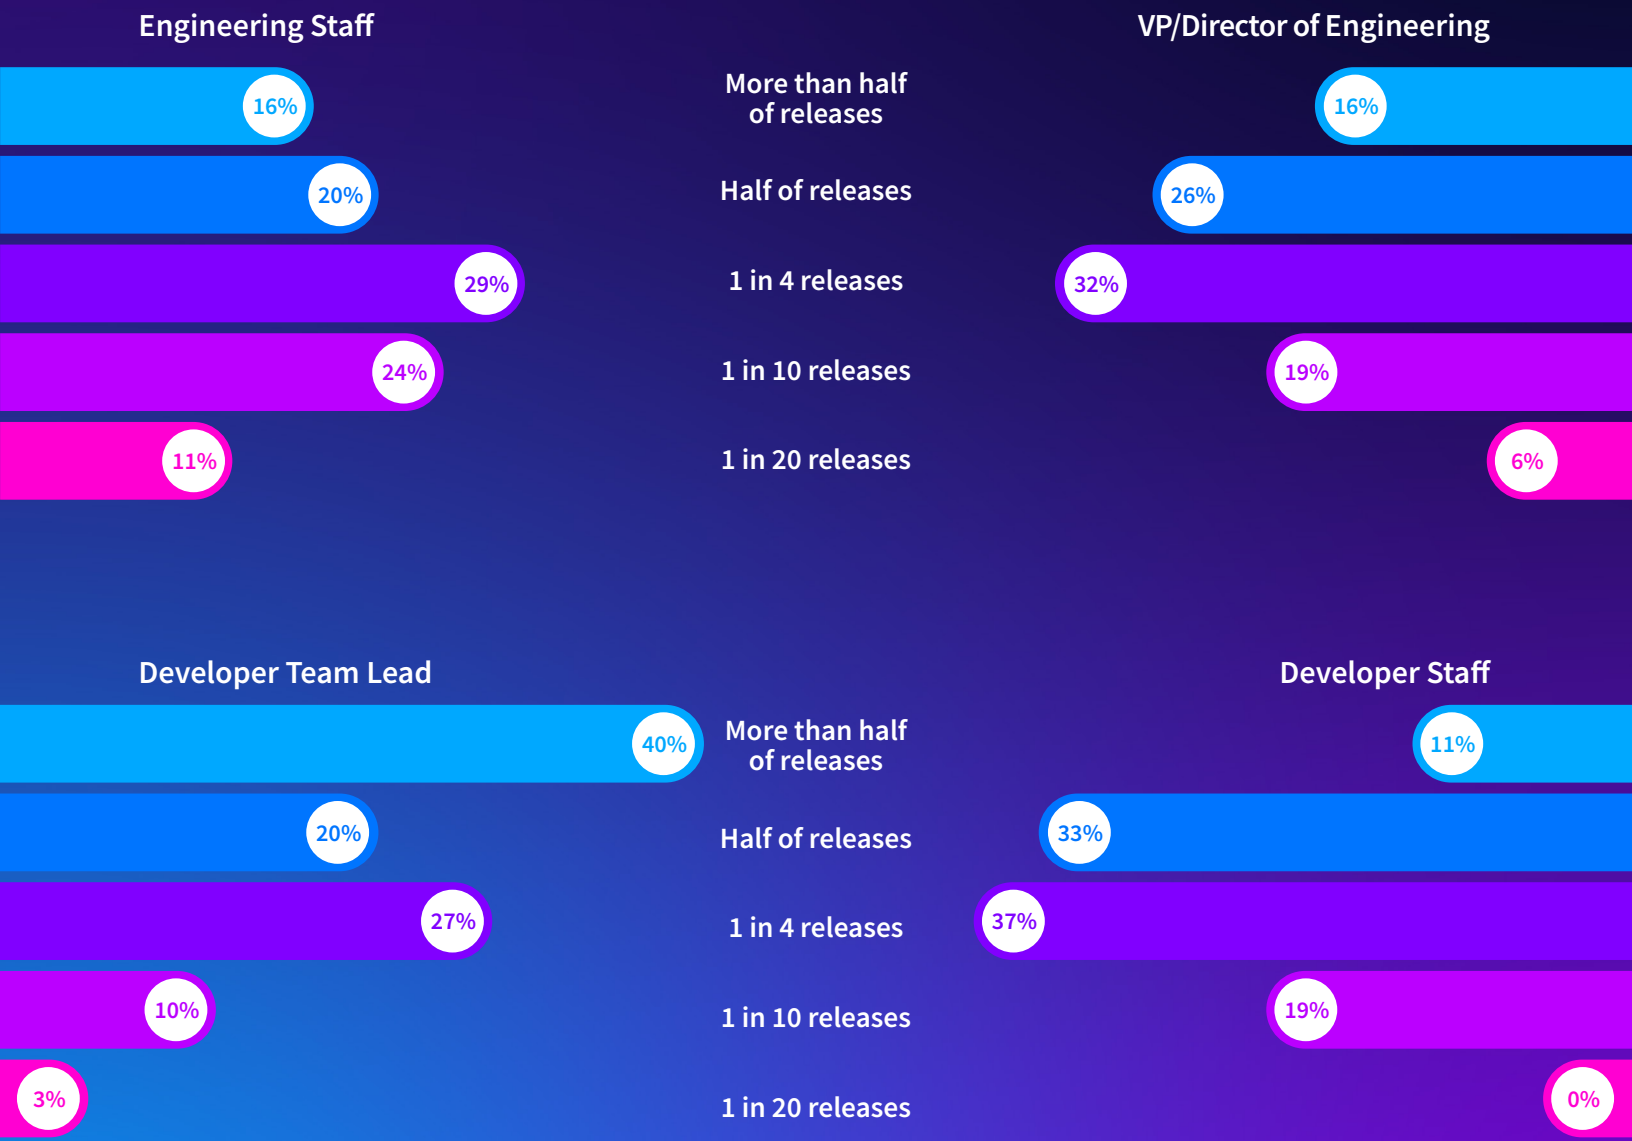 Engineering Staff
VP/Director of Engineering
16%
More than half
of releases
16%
20%
Half of releases
26%
29%
1 in 4 releases
32%
24%
1 in 10 releases
19%
11%
1 in 20 releases
6%
Developer Team Lead
Developer Staff
40%
More than half
of releases
11%
20%
Half of releases
33%
27%
1 in 4 releases
37%
10%
1 in 10 releases
19%
3%
1 in 20 releases
0%